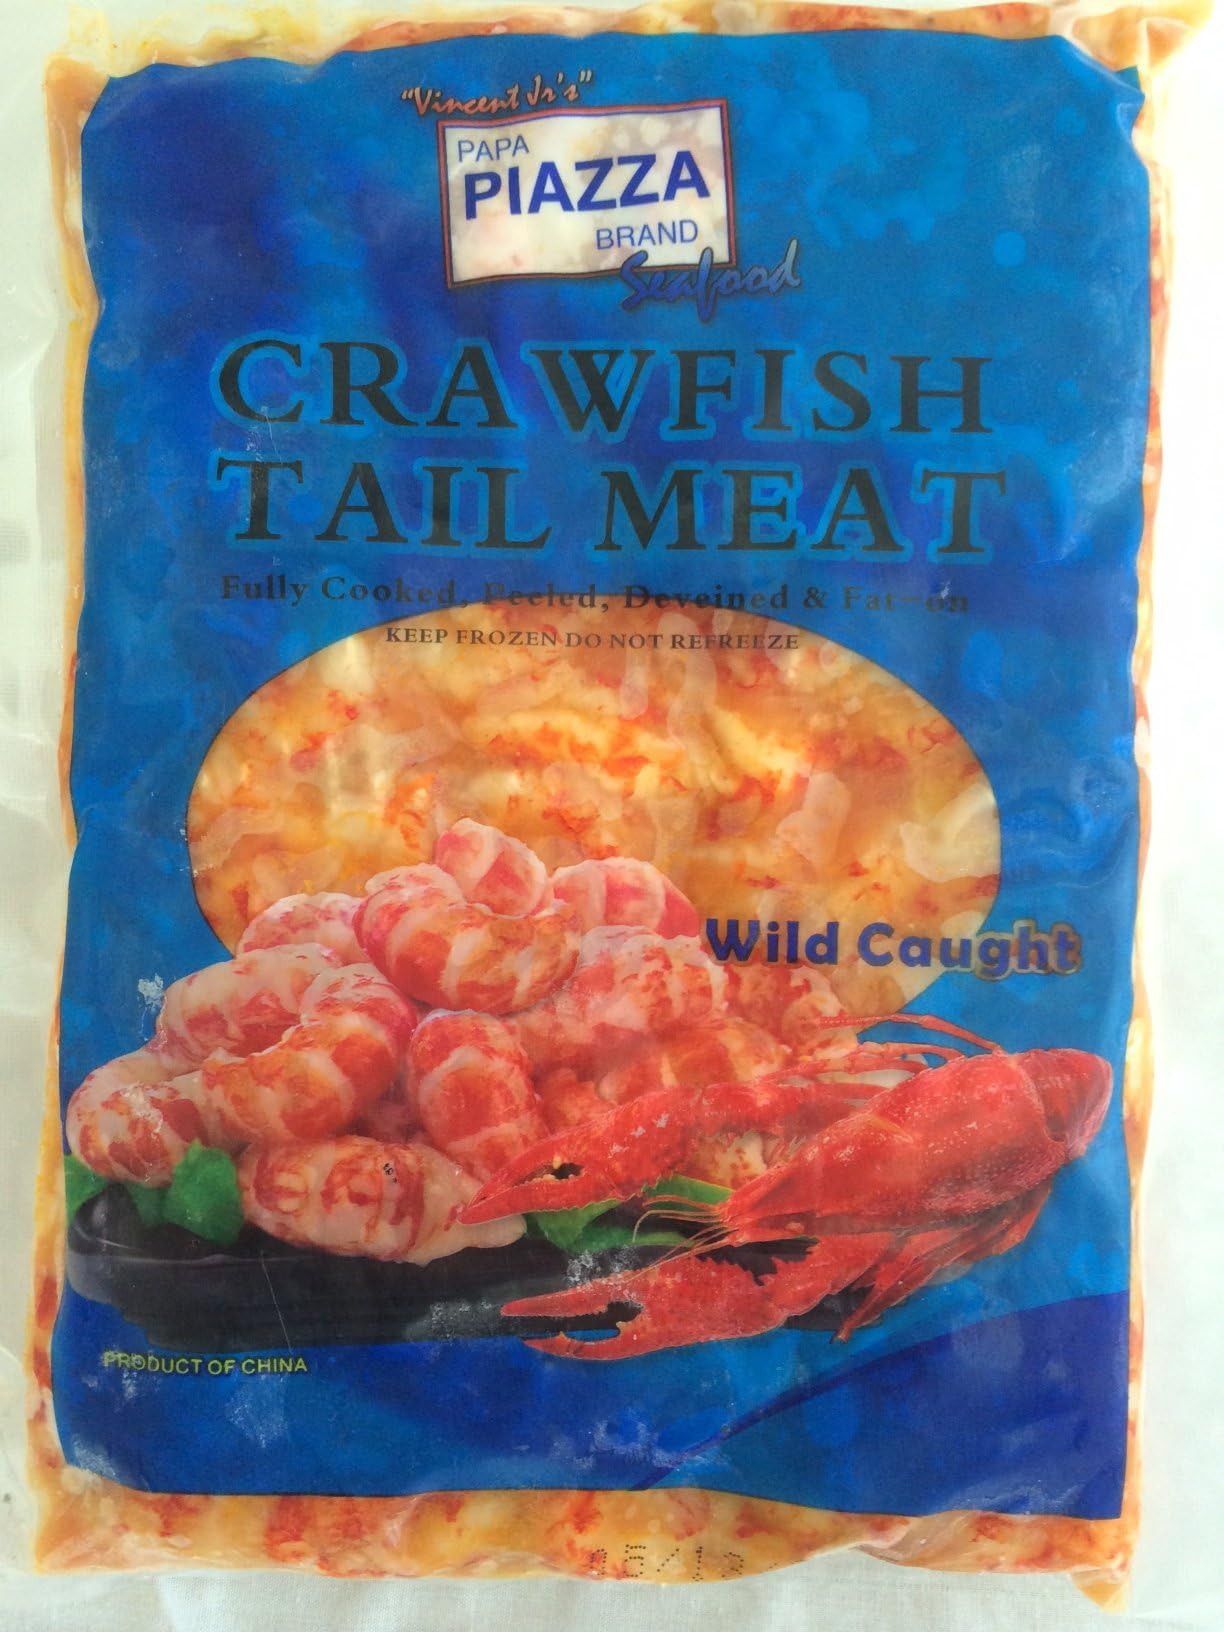 "Vincent Jr's"
PAPA
PIAZZA
BRAND
Seafood
CRAWFISH
TAIL MEAT
Fully Cooked, Peeled, Deveined & Fat-on
KEEP FROZEN DO NOT REFREEZE
Wild Caught
PRODUCT OF CHINA